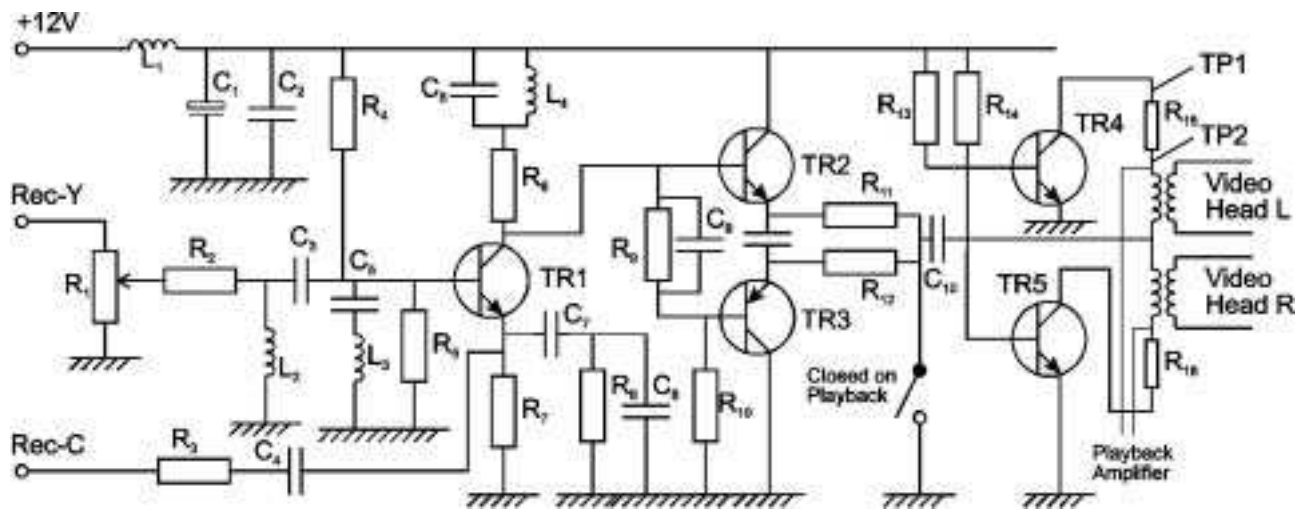 +12V
L1
C1
C2
R4
C5
L4
R13
R14
TR4
TP1
R15
TP2
Rec-Y
R6
TR2
R11
Video
Head L
R1
R2
C3
C6
TR1
R9
C9
R12
C10
TR5
Video
Head R
L2
L3
R5
C7
TR3
R7
R8
C8
R10
Closed on
Playback
R16
Rec-C
R3
C4
Playback
Amplifier